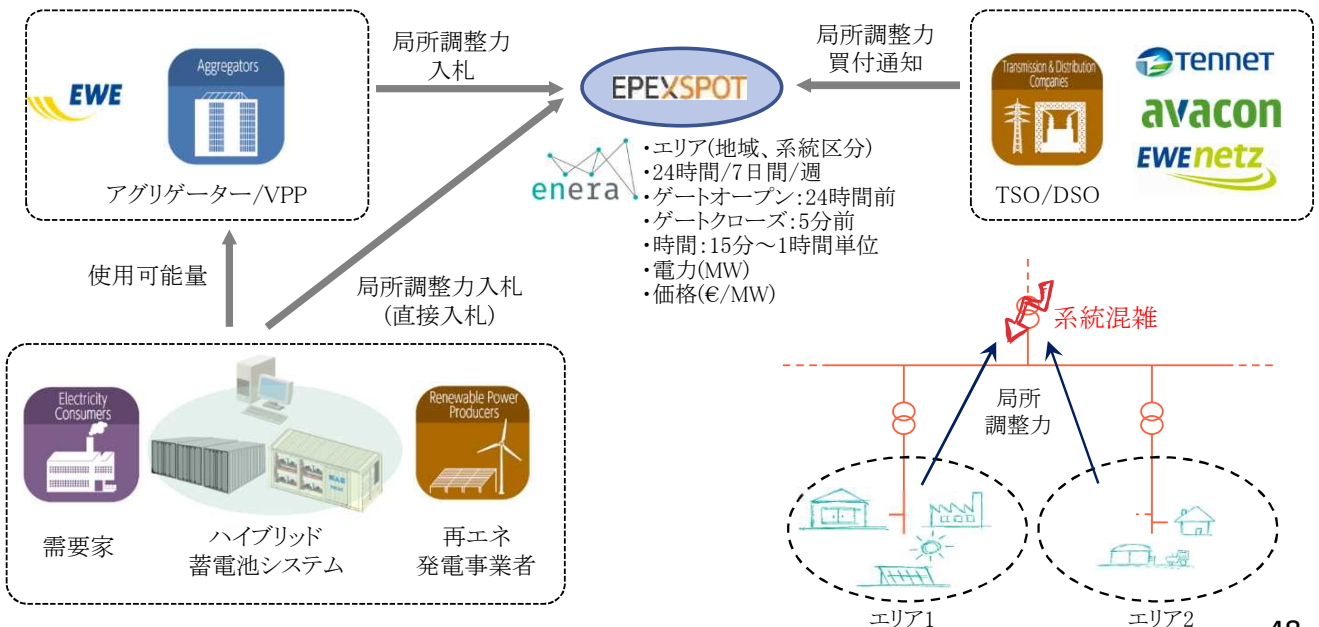 EWE
Aggregators
アグリゲーター/VPP
局所調整力
入札
EPEXSPOT
局所調整力
買付通知
Transmission & Distribution
Companies
TENNET
avacon
EWE netz
TSO/DSO
enera
・エリア(地域、系統区分)
・24時間/7日間/週
・ゲートオープン:24時間前
・ゲートクローズ:5分前
・時間:15分～1時間単位
・電力(MW)
・価格(€/MW)
使用可能量
局所調整力入札
(直接入札)
Electricity
Consumers
需要家
ハイブリッド
蓄電池システム
Renewable Power
Producers
再エネ
発電事業者
系統混雑
局所
調整力
エリア1
エリア2